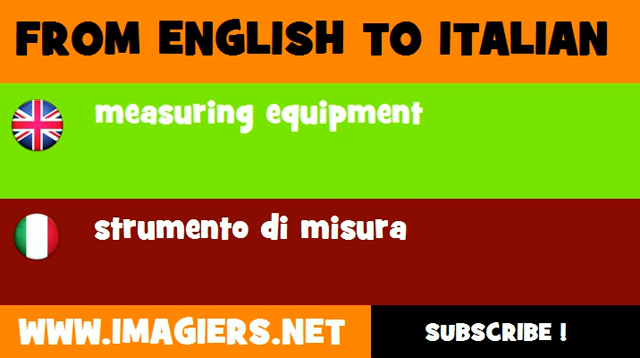 FROM ENGLISH TO ITALIAN
measuring equipment
strumento di misura
WWW.IMAGIERS.NET
SUBSCRIBE !